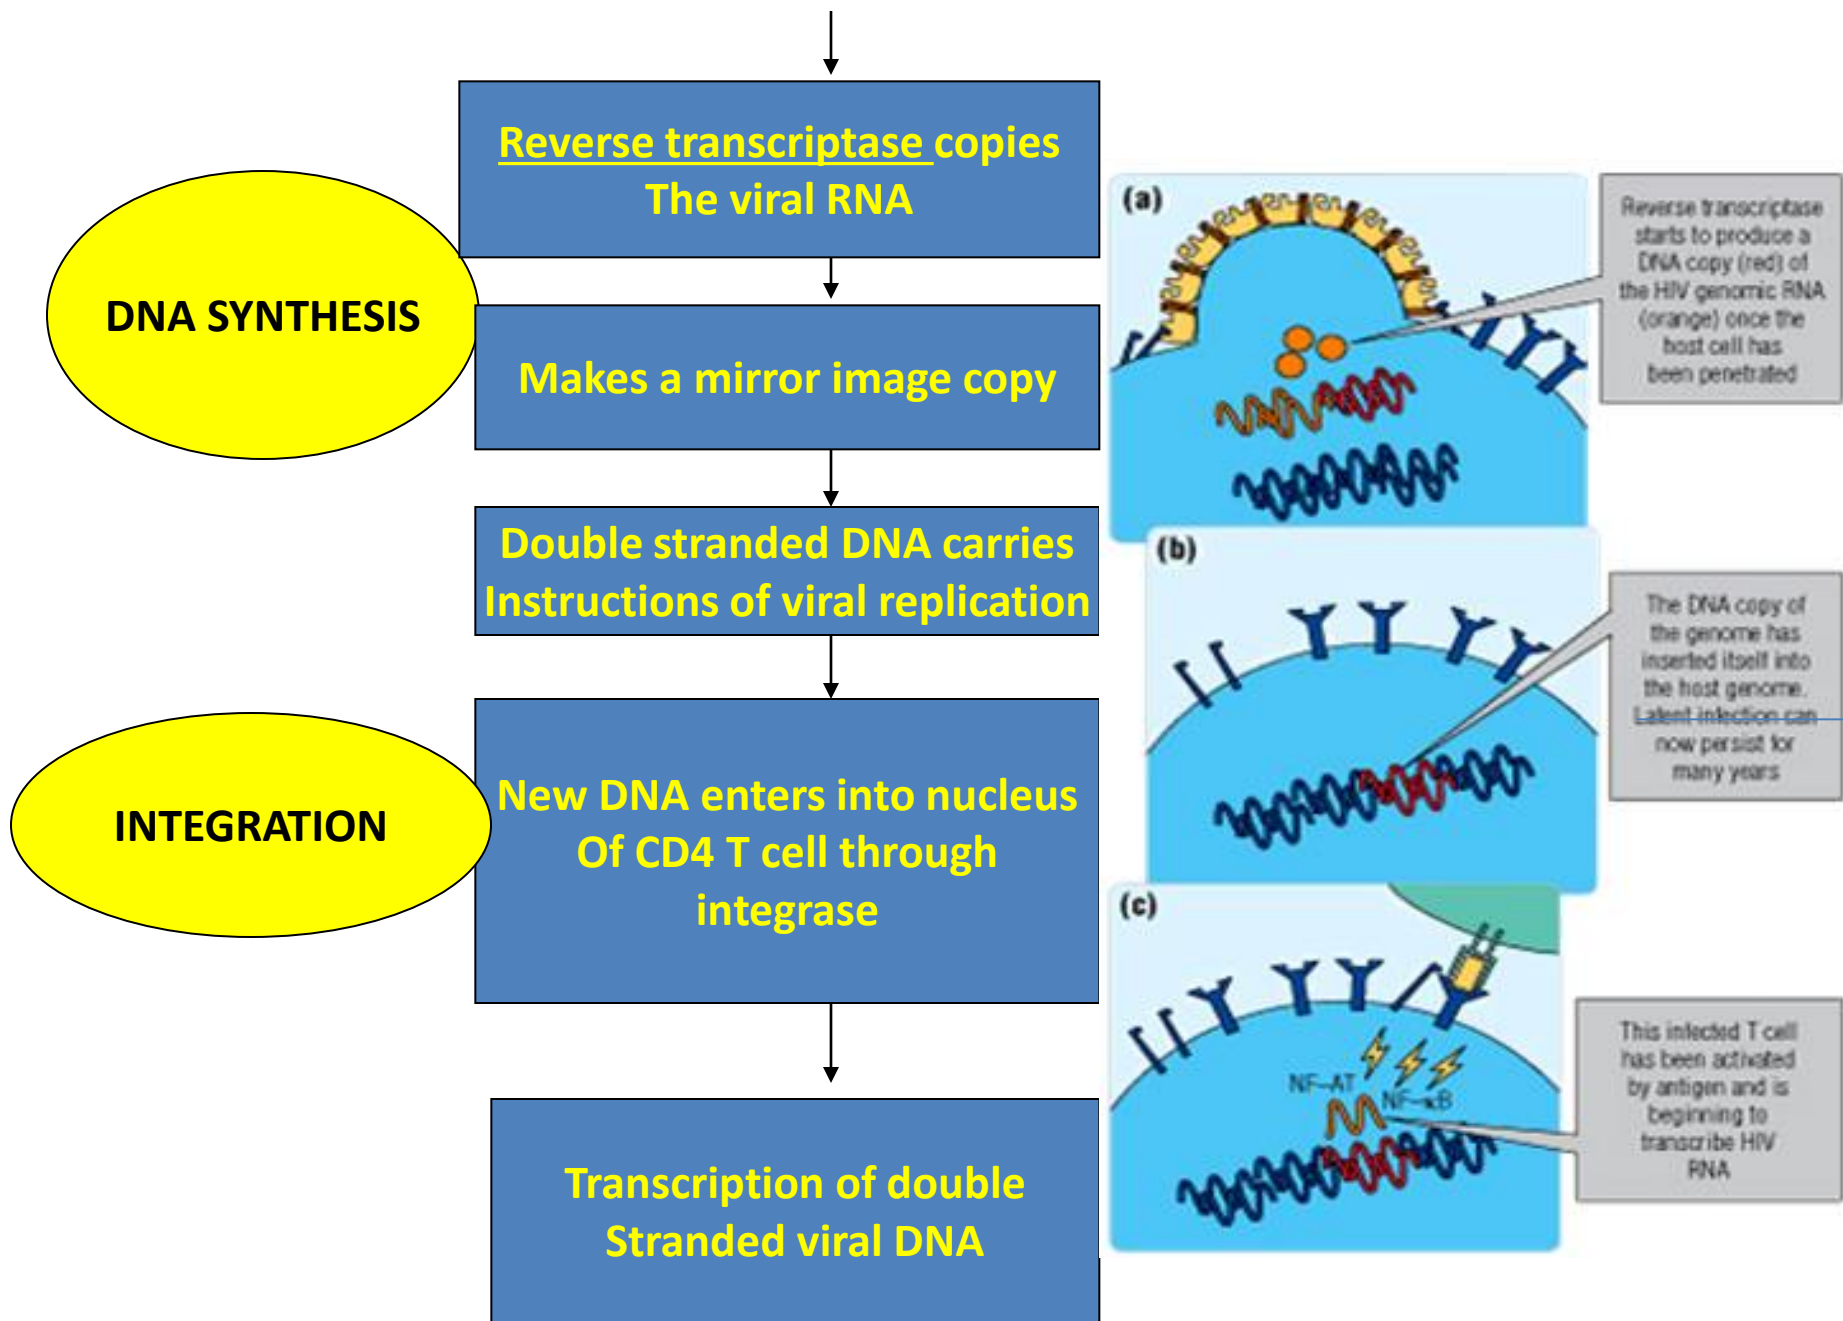 Reverse transcriptase copies
The viral RNA
DNA SYNTHESIS
Makes a mirror image copy
Double stranded DNA carries
Instructions of viral replication
INTEGRATION
New DNA enters into nucleus
Of CD4 T cell through
integrase
Transcription of double
Stranded viral DNA
(a)
Reverse transcriptase
starts to produce a
DNA copy (red) of
the HIV genomic RNA
(orange) once the
host cell has
been penetrated
(b)
The DNA copy of
the genome has
inserted itself into
the host genome.
Latent infection can
now persist for
many years
(c)
NF–AT
NF–κB
This infected T cell
has been activated
by antigen and is
beginning to
transcribe HIV
RNA